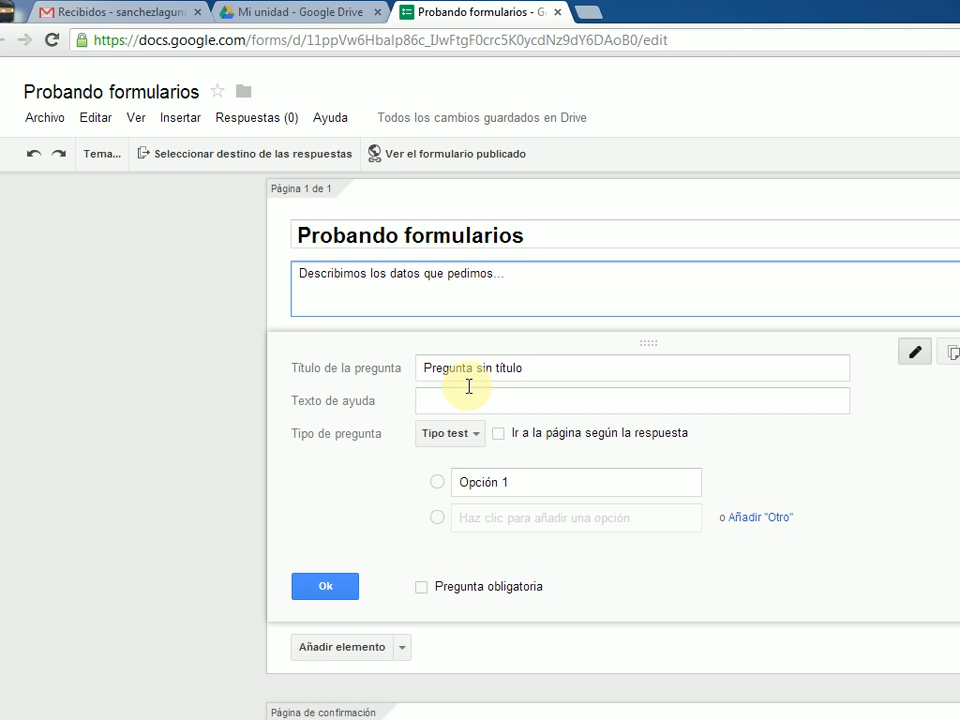 Recibidos - sanchezlagun
Mi unidad - Google Drive
Probando formularios - G
https://docs.google.com/forms/d/11ppVw6Hbalp86c_IJwFtgF0crc5K0ycdNz9dY6DAoB0/edit
Probando formularios
Archivo Editar Ver Insertar Respuestas (0) Ayuda Todos los cambios guardados en Drive
Tema... Seleccionar destino de las respuestas Ver el formulario publicado
Página 1 de 1
Probando formularios
Describimos los datos que pedimos...
Título de la pregunta Pregunta sin título
Texto de ayuda
Tipo de pregunta Tipo test Ir a la página según la respuesta
Opción 1
Haz clic para añadir una opción. o Añadir "Otro"
Ok Pregunta obligatoria
Añadir elemento
Página de confirmación